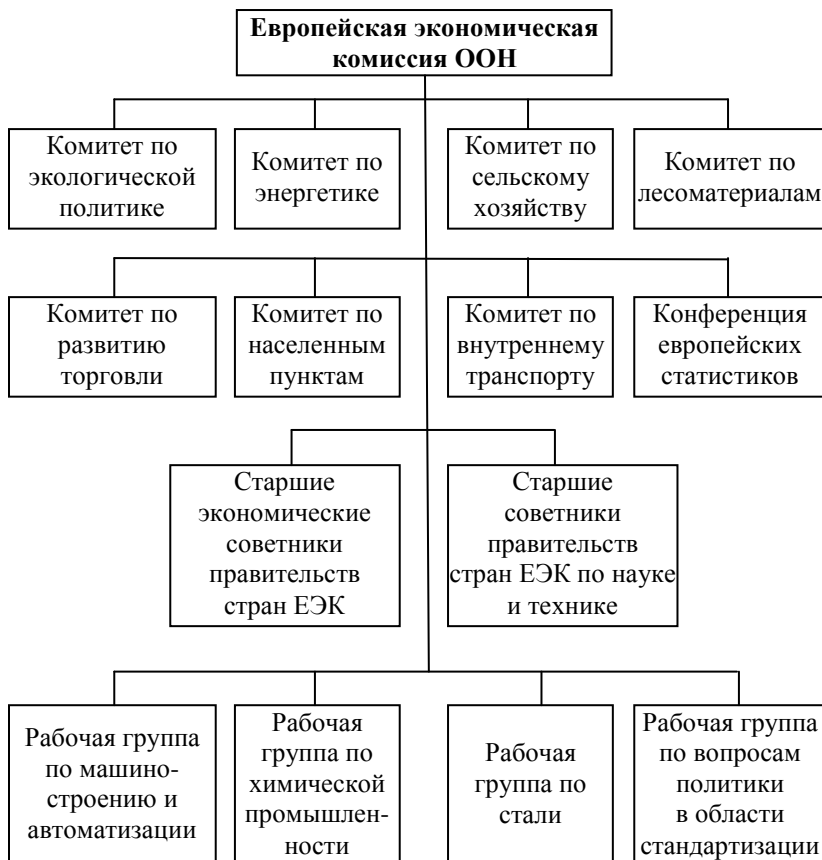 Европейская экономическая
комиссия ООН
Комитет по
экологической
политике
Комитет по
энергетике
Комитет по
сельскому
хозяйству
Комитет по
лесоматериалам
Комитет по
развитию
торговли
Комитет по
населенным
пунктам
Комитет по
внутреннему
транспорту
Конференция
европейских
статистиков
Старшие
экономические
советники
правительств
стран ЕЭК
Старшие
советники
правительств
стран ЕЭК по науке
и технике
Рабочая группа
по машино-
строению и
автоматизации
Рабочая
группа по
химической
промышлен-
ности
Рабочая
группа по
стали
Рабочая группа
по вопросам
политики
в области
стандартизации